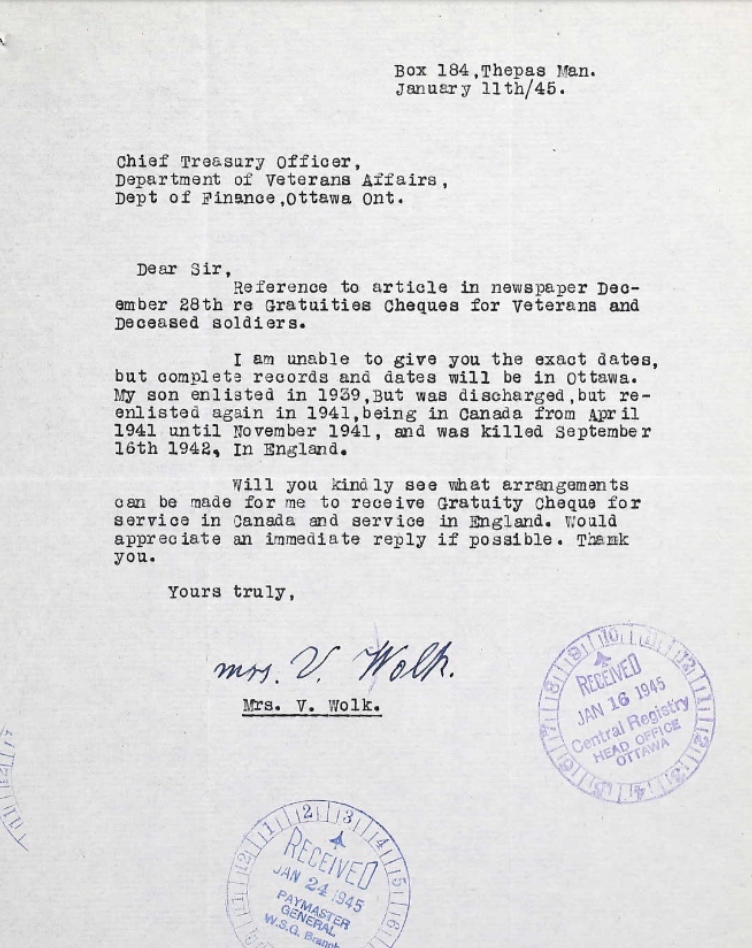 Box 184,Thepas Man.
January 11th/45.
Chief Treasury Officer,
Department of Veterans Affairs,
Dept of Finance,Ottawa Ont.
Dear Sir,
Reference to article in newspaper Dec-
ember 28th re Gratuities Cheques for Veterans and
Deceased soldiers.
I am unable to give you the exact dates,
but complete records and dates will be in Ottawa.
My son enlisted in 1939,But was discharged,but re-
enlisted again in 1941,being in Canada from April
1941 until November 1941, and was killed September
16th 1942, In England.
Will you kindly see what arrangements
can be made for me to receive Gratuity Cheque for
service in Canada and service in England. Would
appreciate an immediate reply if possible. Thank
you.
Yours truly,
mrs. V. Wolk.
Mrs. V. Wolk.
RECEIVED
JAN 16 1945
Central Registry
HEAD OFFICE
OTTAWA
RECEIVED
JAN 24 1945
PAYMASTER
GENERAL
W.S.G. Branch